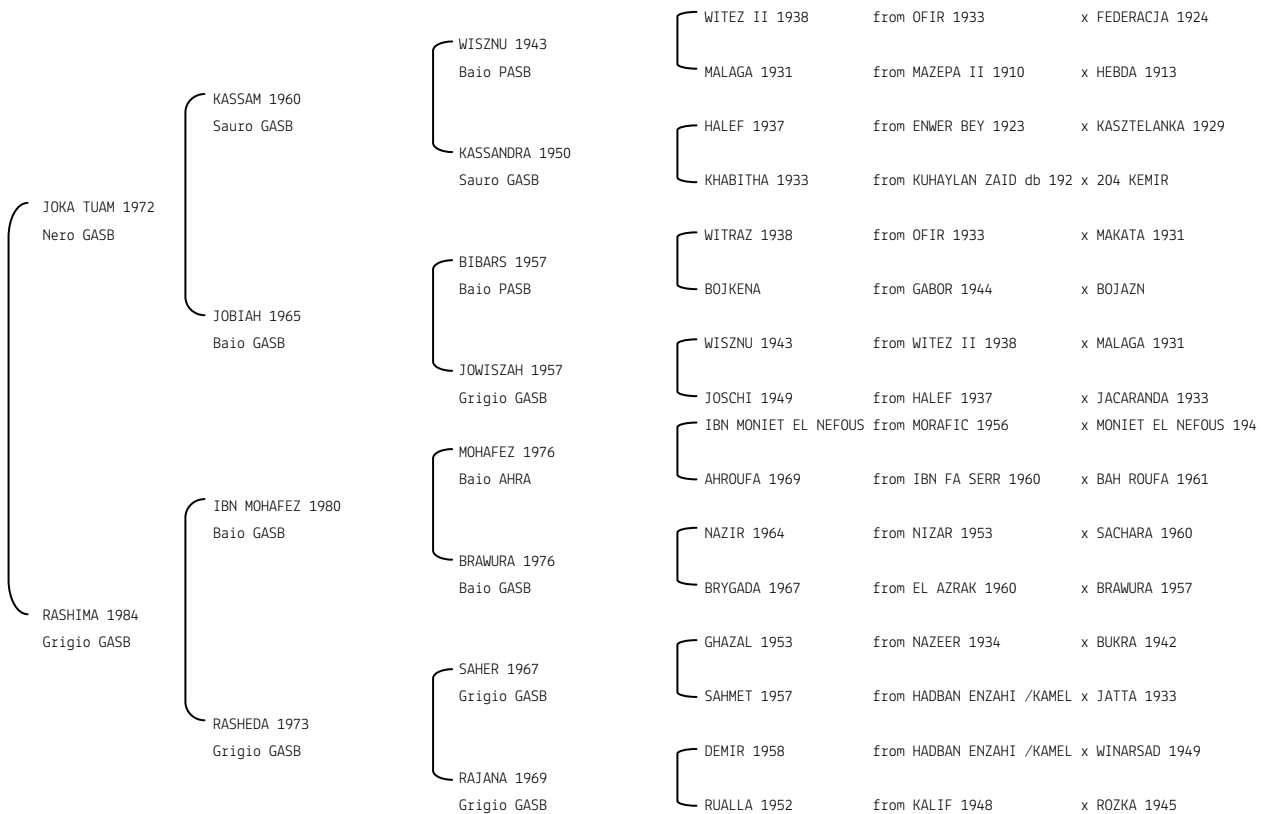 WITEZ II 1938 from OFIR 1933 x FEDERACJA 1924
WISZNU 1943
Baio PASB MALAGA 1931 from MAZEPA II 1910 x HEBDA 1913
KASSAM 1960
Sauro GASB HALEF 1937 from ENWER BEY 1923 x KASZTELANKA 1929
KASSANDRA 1950
Sauro GASB KHABITHA 1933 from KUHAYLAN ZAID db 192 x 204 KEMIR
JOKA TUAM 1972
Nero GASB WITRAZ 1938 from OFIR 1933 x MAKATA 1931
BIBARS 1957
Baio PASB BOJKENA from GABOR 1944 x BOJAZN
JOBIAH 1965
Baio GASB WISZNU 1943 from WITEZ II 1938 x MALAGA 1931
JOWISZAH 1957
Grigio GASB JOSCHI 1949 from HALEF 1937 x JACARANDA 1933
IBN MONIET EL NEFOUS from MORAFIC 1956 x MONIET EL NEFOUS 194
MOHAFEZ 1976
Baio AHRA AHROUFA 1969 from IBN FA SERR 1960 x BAH ROUFA 1961
IBN MOHAFEZ 1980
Baio GASB NAZIR 1964 from NIZAR 1953 x SACHARA 1960
BRAWURA 1976
Baio GASB BRYGADA 1967 from EL AZRAK 1960 x BRAWURA 1957
RASHIMA 1984
Grigio GASB GHAZAL 1953 from NAZEER 1934 x BUKRA 1942
SAHER 1967
Grigio GASB SAHMET 1957 from HADBAN ENZAHI /KAMEL x JATTA 1933
RASHEDA 1973
Grigio GASB DEMIR 1958 from HADBAN ENZAHI /KAMEL x WINARSAD 1949
RAJANA 1969
Grigio GASB RUALLA 1952 from KALIF 1948 x ROZKA 1945